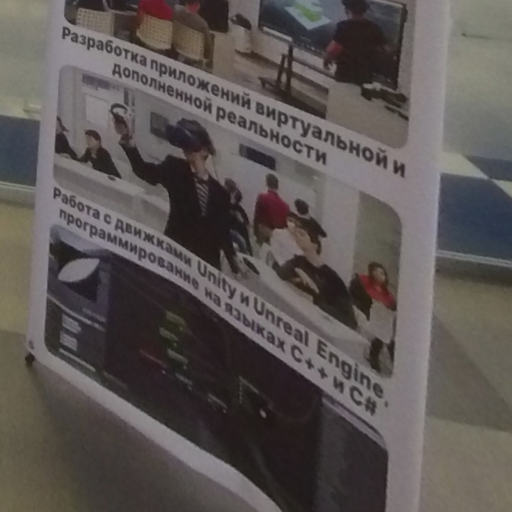 Разработка приложений виртуальной и
дополненной реальности
Работа с движками Unity и Unreal Engine,
программирование на языках C++ и C#